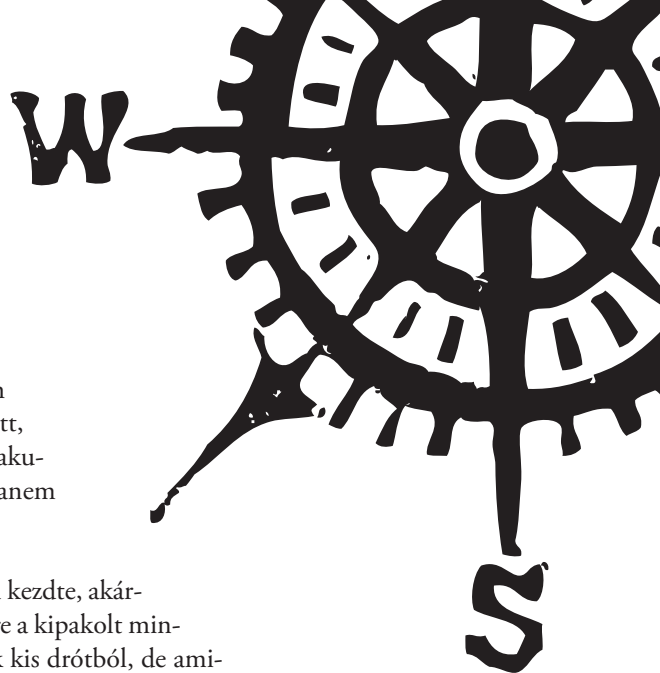 W
tt,
aku-
anem
kezdte, akár-
e a kipakolt min-
kis drótból, de ami-
S